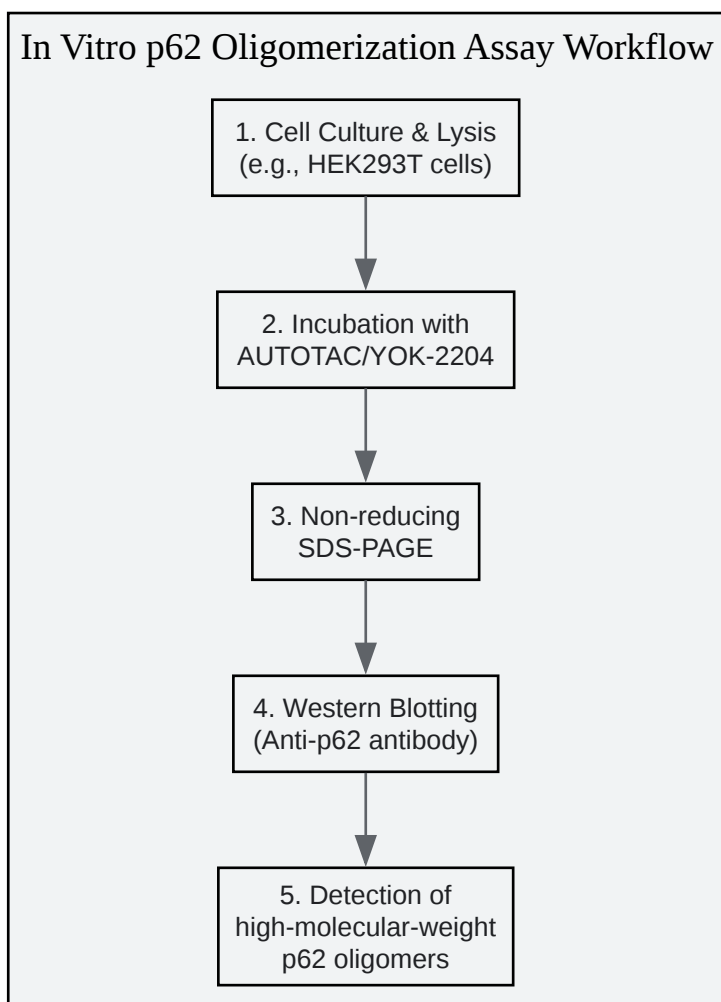 In Vitro p62 Oligomerization Assay Workflow
1. Cell Culture & Lysis
(e.g., HEK293T cells)
2. Incubation with
AUTOTAC/YOK-2204
3. Non-reducing
SDS-PAGE
4. Western Blotting
(Anti-p62 antibody)
5. Detection of
high-molecular-weight
p62 oligomers